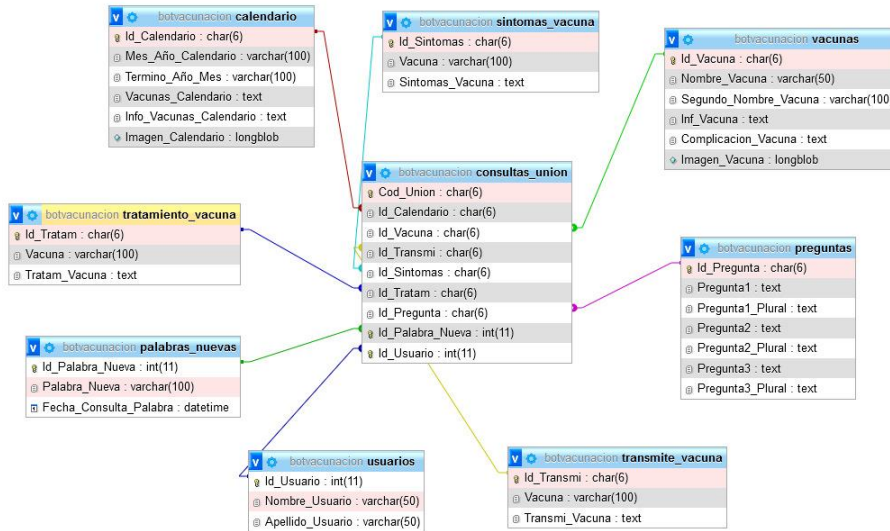 botvacunacion calendario
Id_Calendario : char(6)
Mes_Año_Calendario : varchar(100)
Termino_Año_Mes : varchar(100)
Vacunas_Calendario : text
Info_Vacunas_Calendario : text
Imagen_Calendario : longblob
botvacunacion sintomas_vacuna
Id_Sintomas : char(6)
Vacuna : varchar(100)
Sintomas_Vacuna : text
botvacunacion vacunas
Id_Vacuna : char(6)
Nombre_Vacuna : varchar(50)
Segundo_Nombre_Vacuna : varchar(100)
Inf_Vacuna : text
Complicacion_Vacuna : text
Imagen_Vacuna : longblob
botvacunacion consultas_union
Cod_Union : char(6)
Id_Calendario : char(6)
Id_Vacuna : char(6)
Id_Transmi : char(6)
Id_Sintomas : char(6)
Id_Tratam : char(6)
Id_Pregunta : char(6)
Id_Palabra_Nueva : int(11)
Id_Usuario : int(11)
botvacunacion tratamiento_vacuna
Id_Tratam : char(6)
Vacuna : varchar(100)
Tratam_Vacuna : text
botvacunacion preguntas
Id_Pregunta : char(6)
Pregunta1 : text
Pregunta1_Plural : text
Pregunta2 : text
Pregunta2_Plural : text
Pregunta3 : text
Pregunta3_Plural : text
botvacunacion palabras_nuevas
Id_Palabra_Nueva : int(11)
Palabra_Nueva : varchar(100)
Fecha_Consulta_Palabra : datetime
botvacunacion usuarios
Id_Usuario : int(11)
Nombre_Usuario : varchar(50)
Apellido_Usuario : varchar(50)
botvacunacion transmite_vacuna
Id_Transmi : char(6)
Vacuna : varchar(100)
Transmi_Vacuna : text